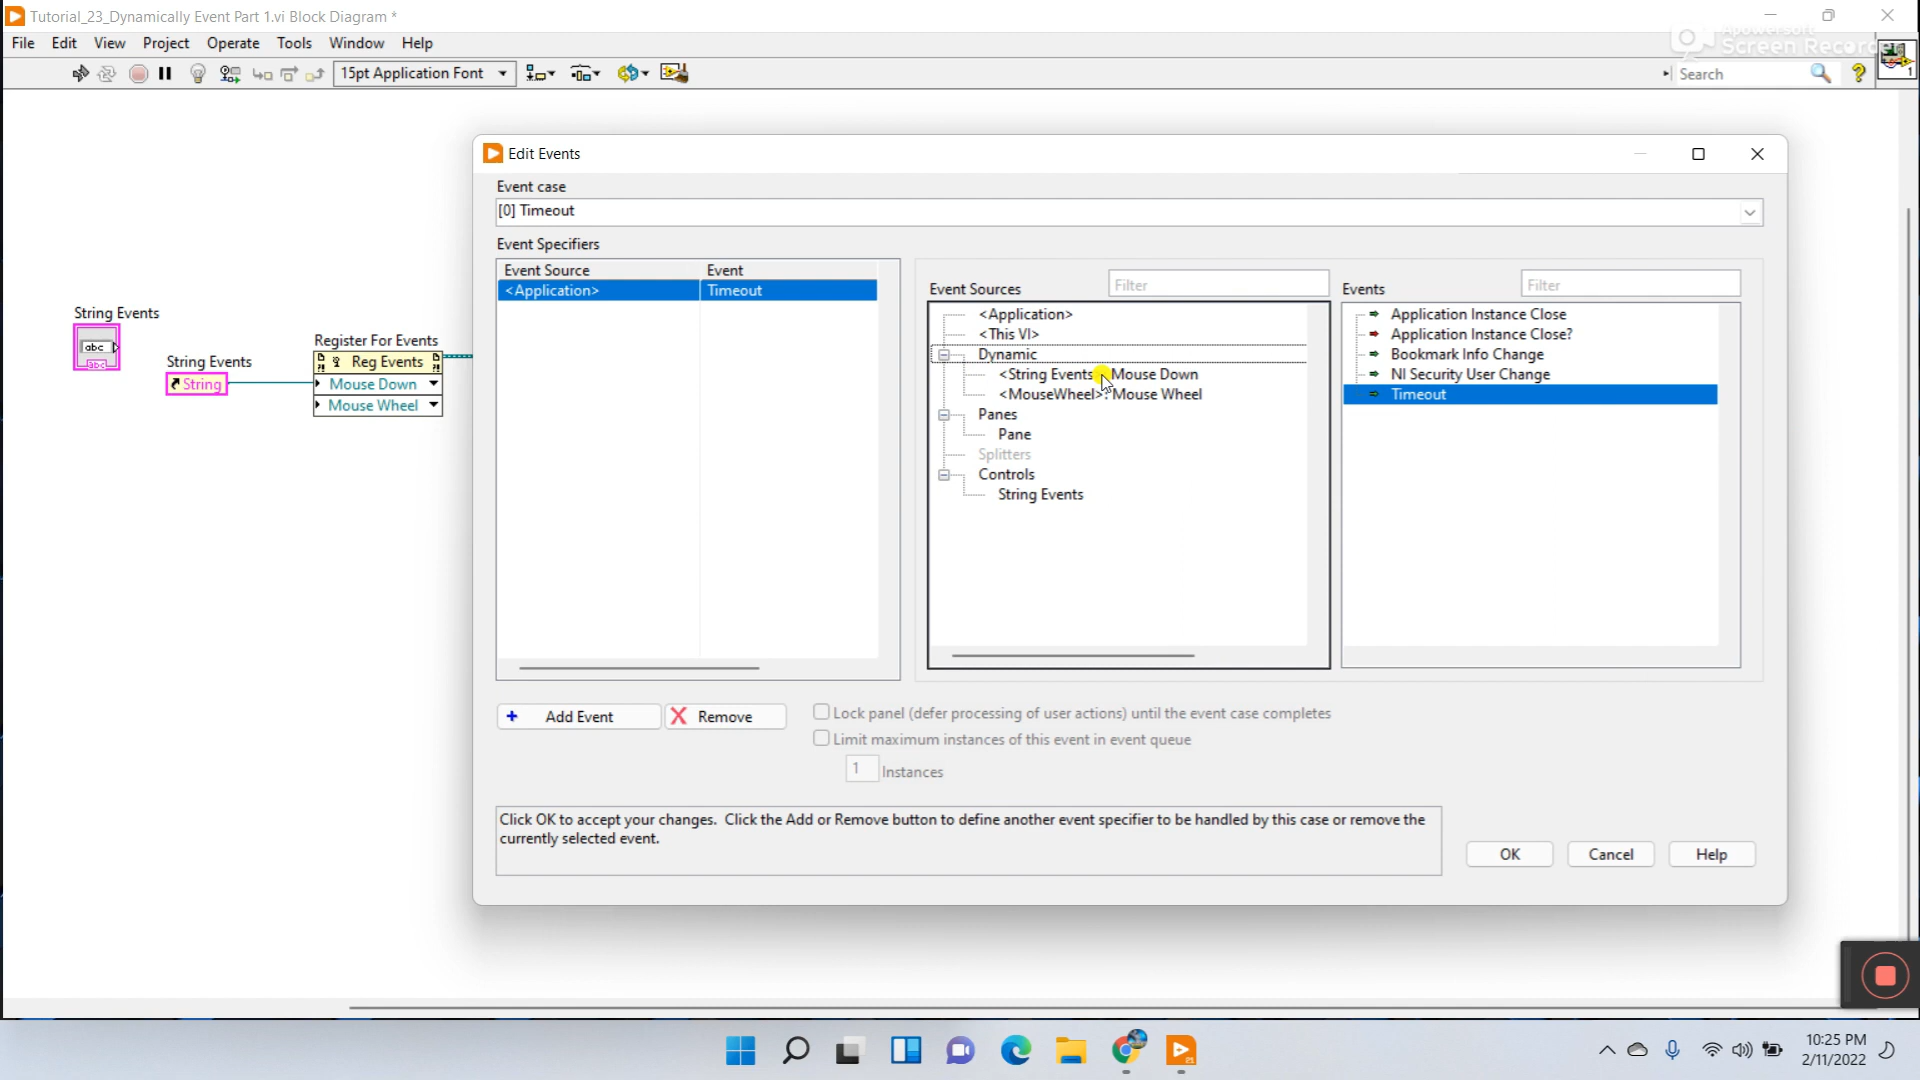 Tutorial_23_Dynamically Event Part 1.vi Block Diagram *
File Edit View Project Operate Tools Window Help
Apowersoft
Screen Recorder
15pt Application Font
Search
1
Edit Events
Event case
[0] Timeout
Event Specifiers
Event Source Event
<Application> Timeout
Event Sources Filter
<Application>
<This VI>
Dynamic
<String Events Mouse Down
<MouseWheel>: Mouse Wheel
Panes
Pane
Splitters
Controls
String Events
Events Filter
Application Instance Close
Application Instance Close?
Bookmark Info Change
NI Security User Change
Timeout
String Events
abc
abc
String Events
String
Register For Events
Reg Events
Mouse Down
Mouse Wheel
Add Event Remove
Lock panel (defer processing of user actions) until the event case completes
Limit maximum instances of this event in event queue
1 Instances
Click OK to accept your changes. Click the Add or Remove button to define another event specifier to be handled by this case or remove the
currently selected event.
OK Cancel Help
10:25 PM
2/11/2022